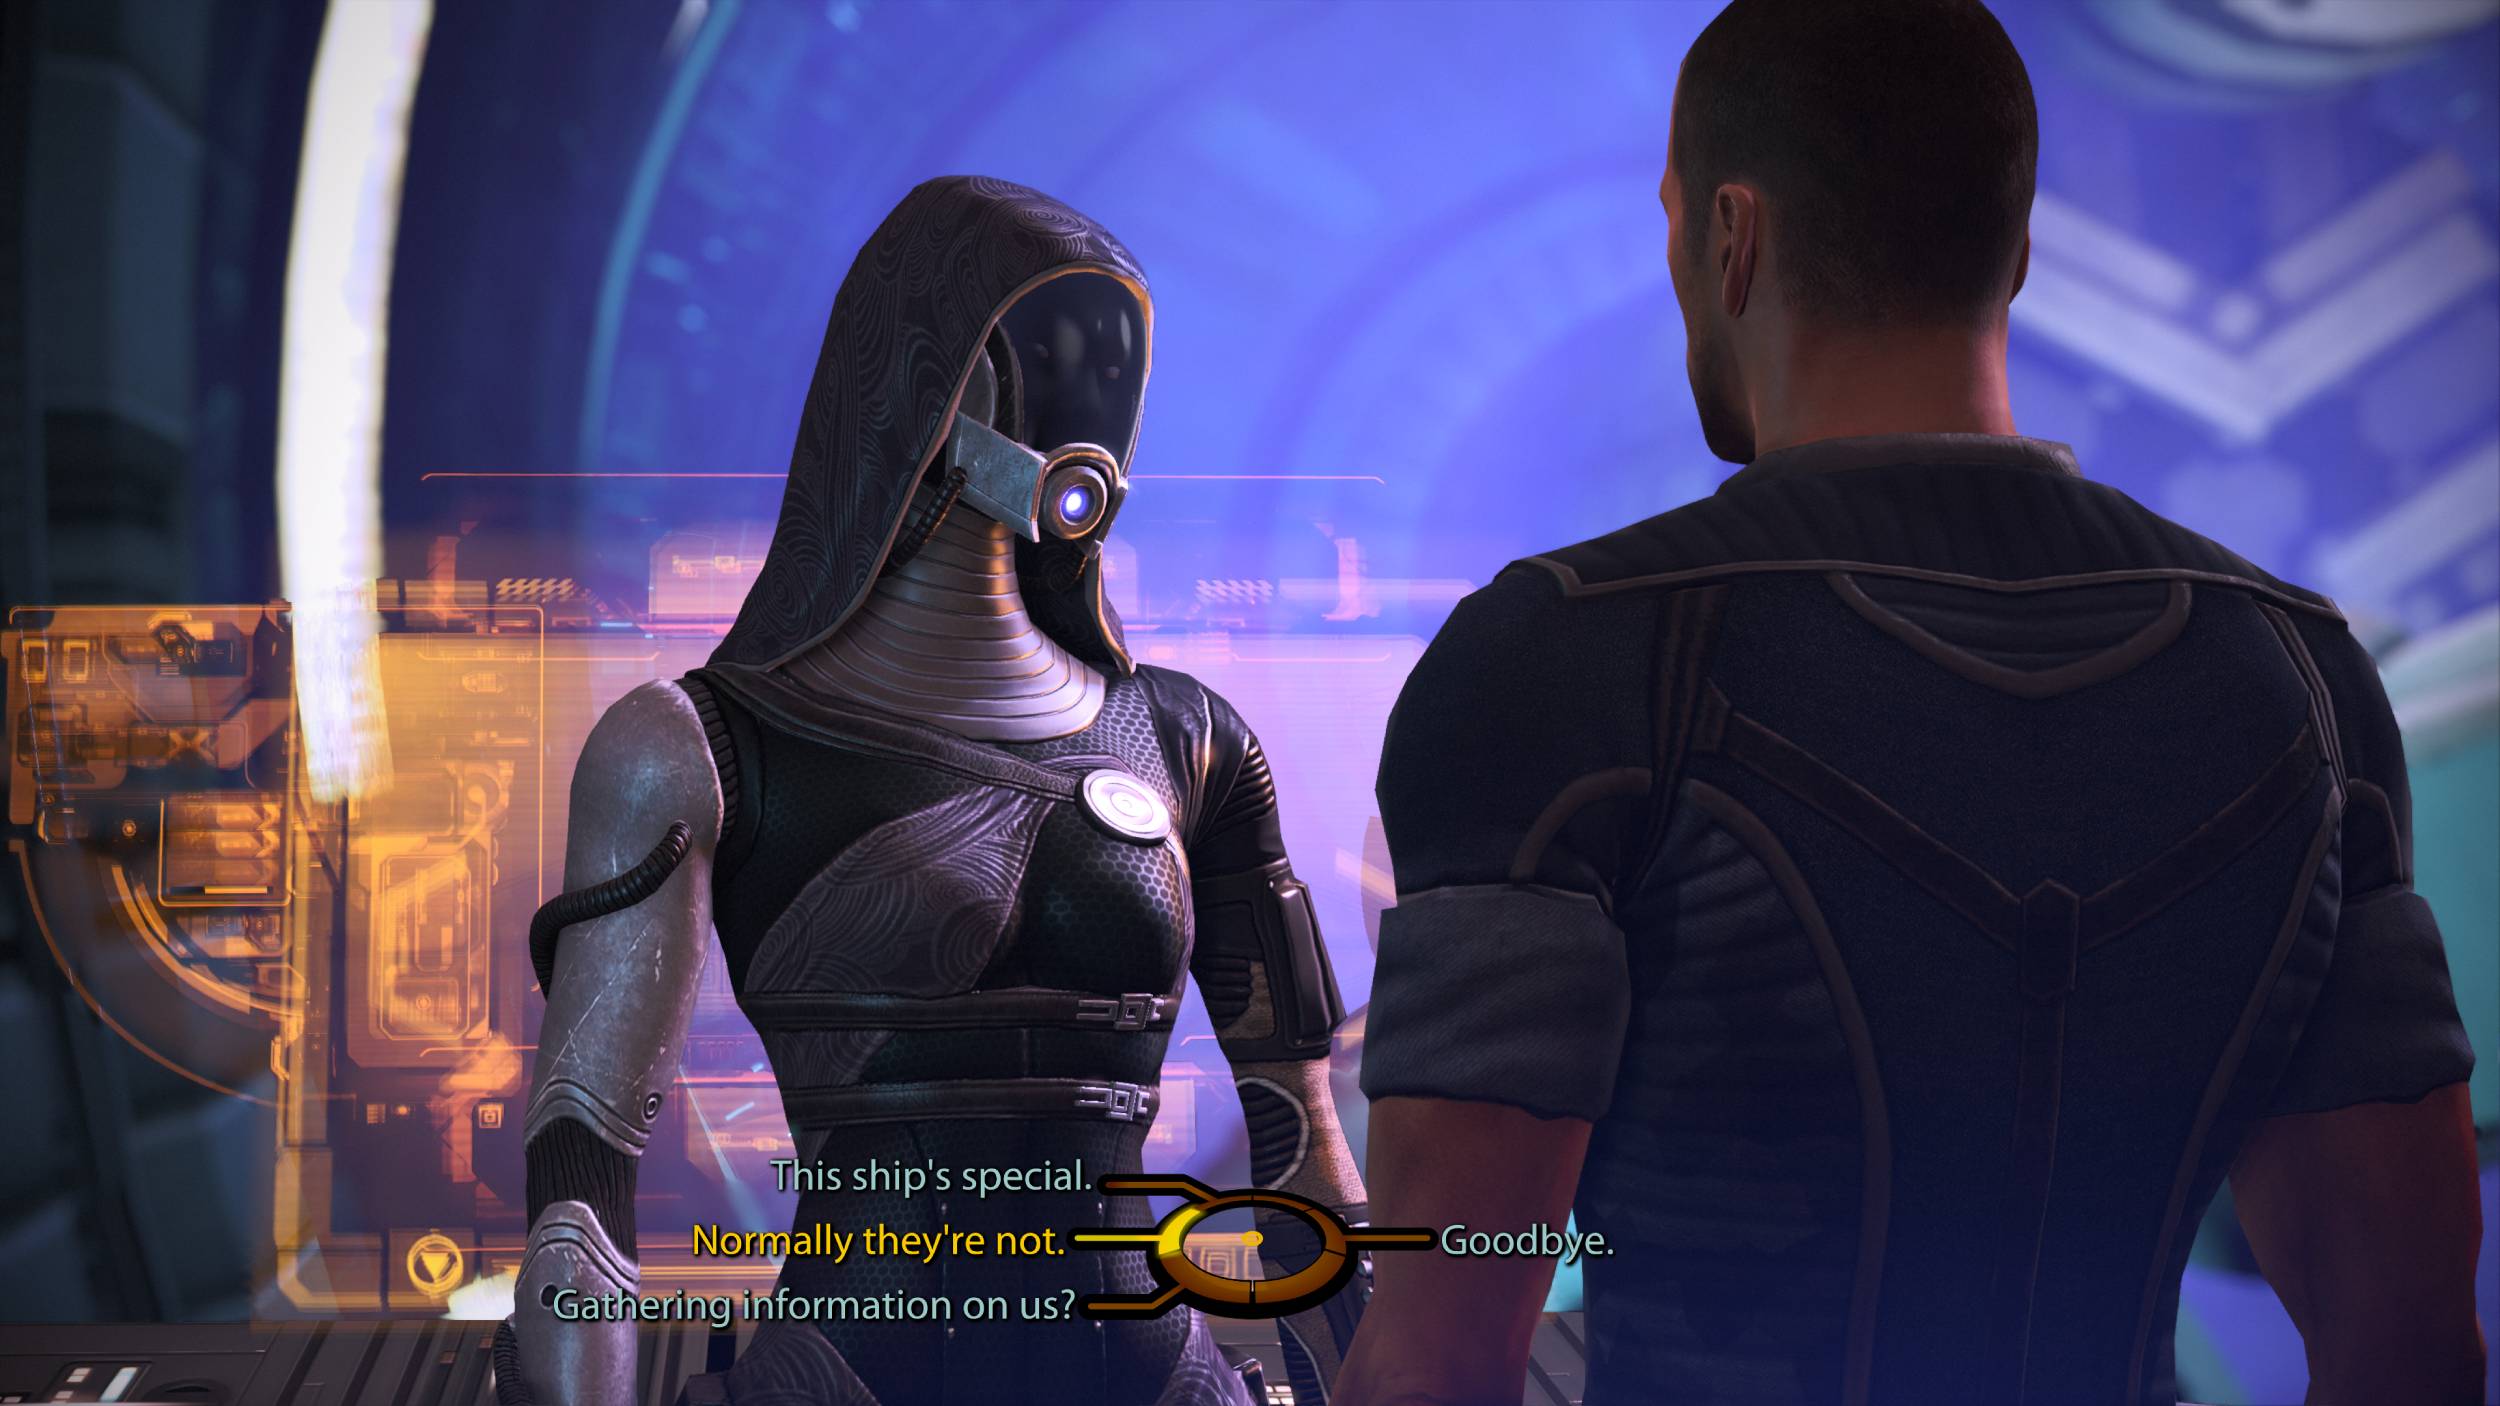 This ship's special.
Normally they're not.
Goodbye.
Gathering information on us?